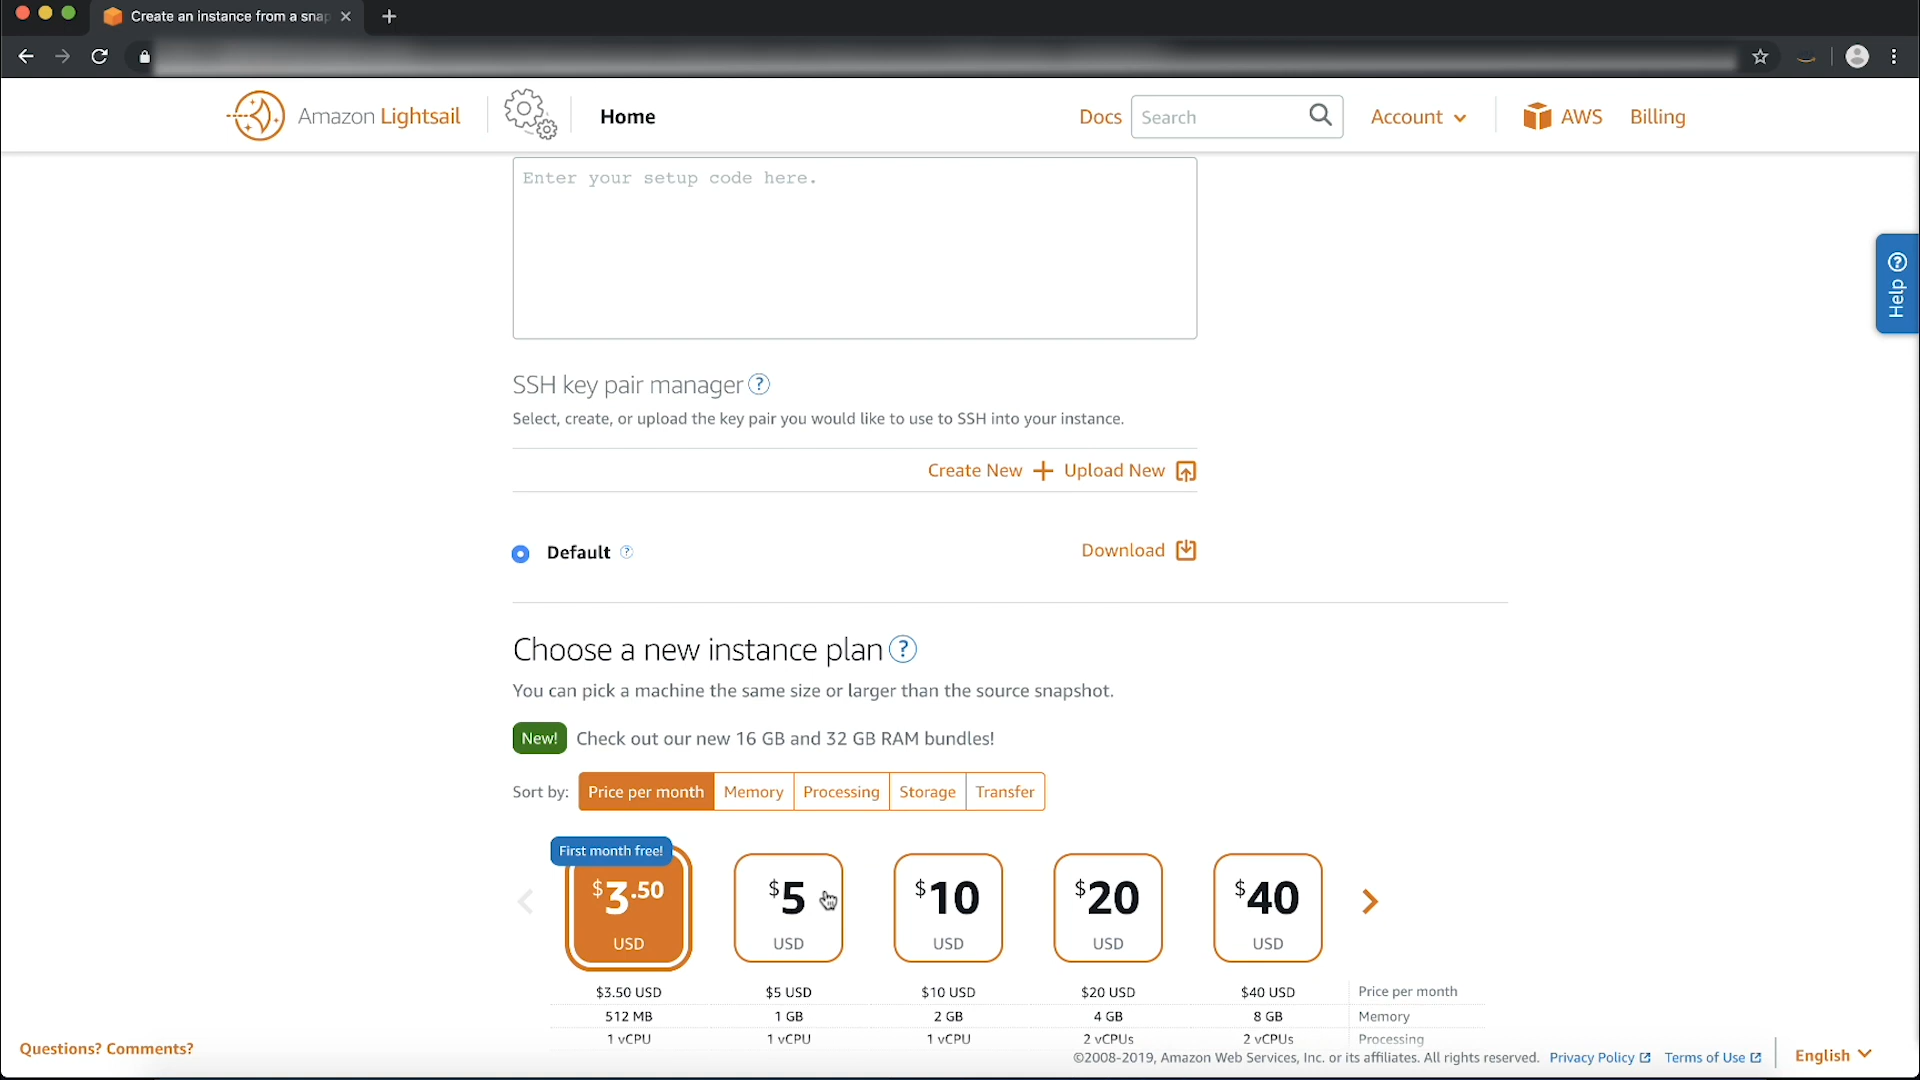 Create an instance from a snap
Amazon Lightsail
Home
Docs
Search
Account
AWS
Billing
Enter your setup code here.
Help
SSH key pair manager ?
Select, create, or upload the key pair you would like to use to SSH into your instance.
Create New
Upload New
Default ?
Download
Choose a new instance plan ?
You can pick a machine the same size or larger than the source snapshot.
New! Check out our new 16 GB and 32 GB RAM bundles!
Sort by: Price per month Memory Processing Storage Transfer
First month free!
$3.50 $5 $10 $20 $40
USD USD USD USD USD
$3.50 USD $5 USD $10 USD $20 USD $40 USD Price per month
512 MB 1 GB 2 GB 4 GB 8 GB Memory
1 vCPU 1 vCPU 1 vCPU 2 vCPUs 2 vCPUs Processing
Questions? Comments?
©2008-2019, Amazon Web Services, Inc. or its affiliates. All rights reserved. Privacy Policy Terms of Use
English